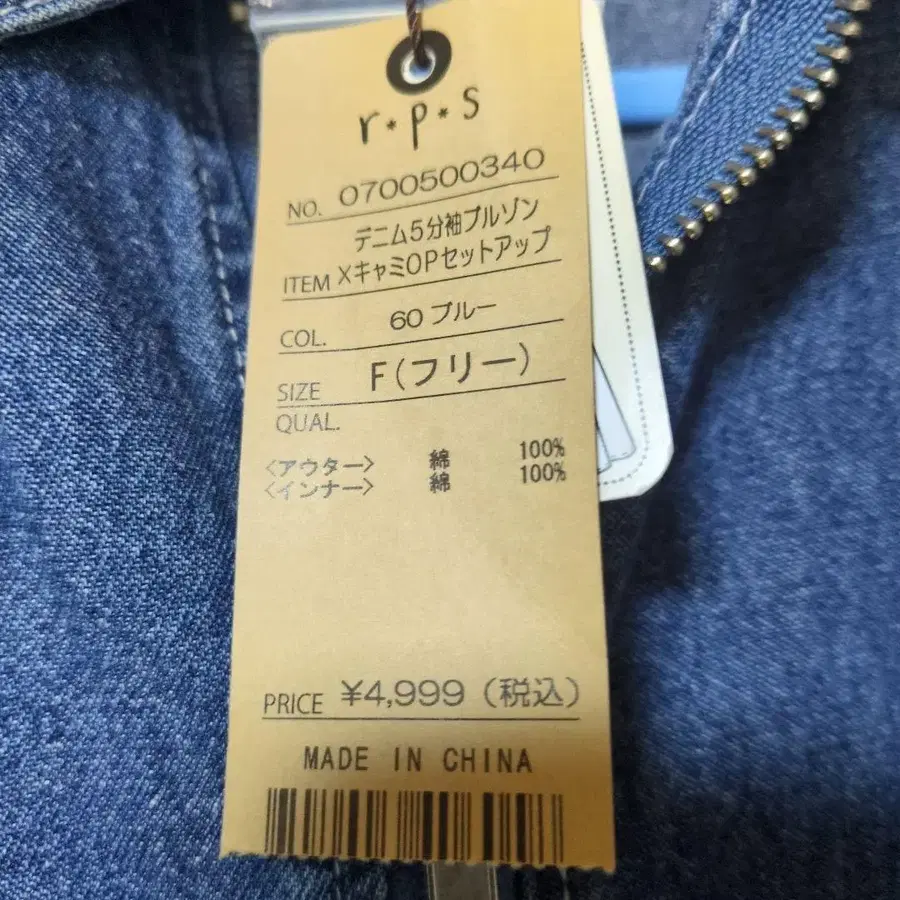 r*p*s
NO. 0700500340
デニム5分袖ブルゾン
ITEM XキャミOPセットアップ
COL. 60 ブルー
SIZE F(フリー)
QUAL.
<アウター> 綿 100%
<インナー> 綿 100%
PRICE ¥4,999 (税込)
MADE IN CHINA